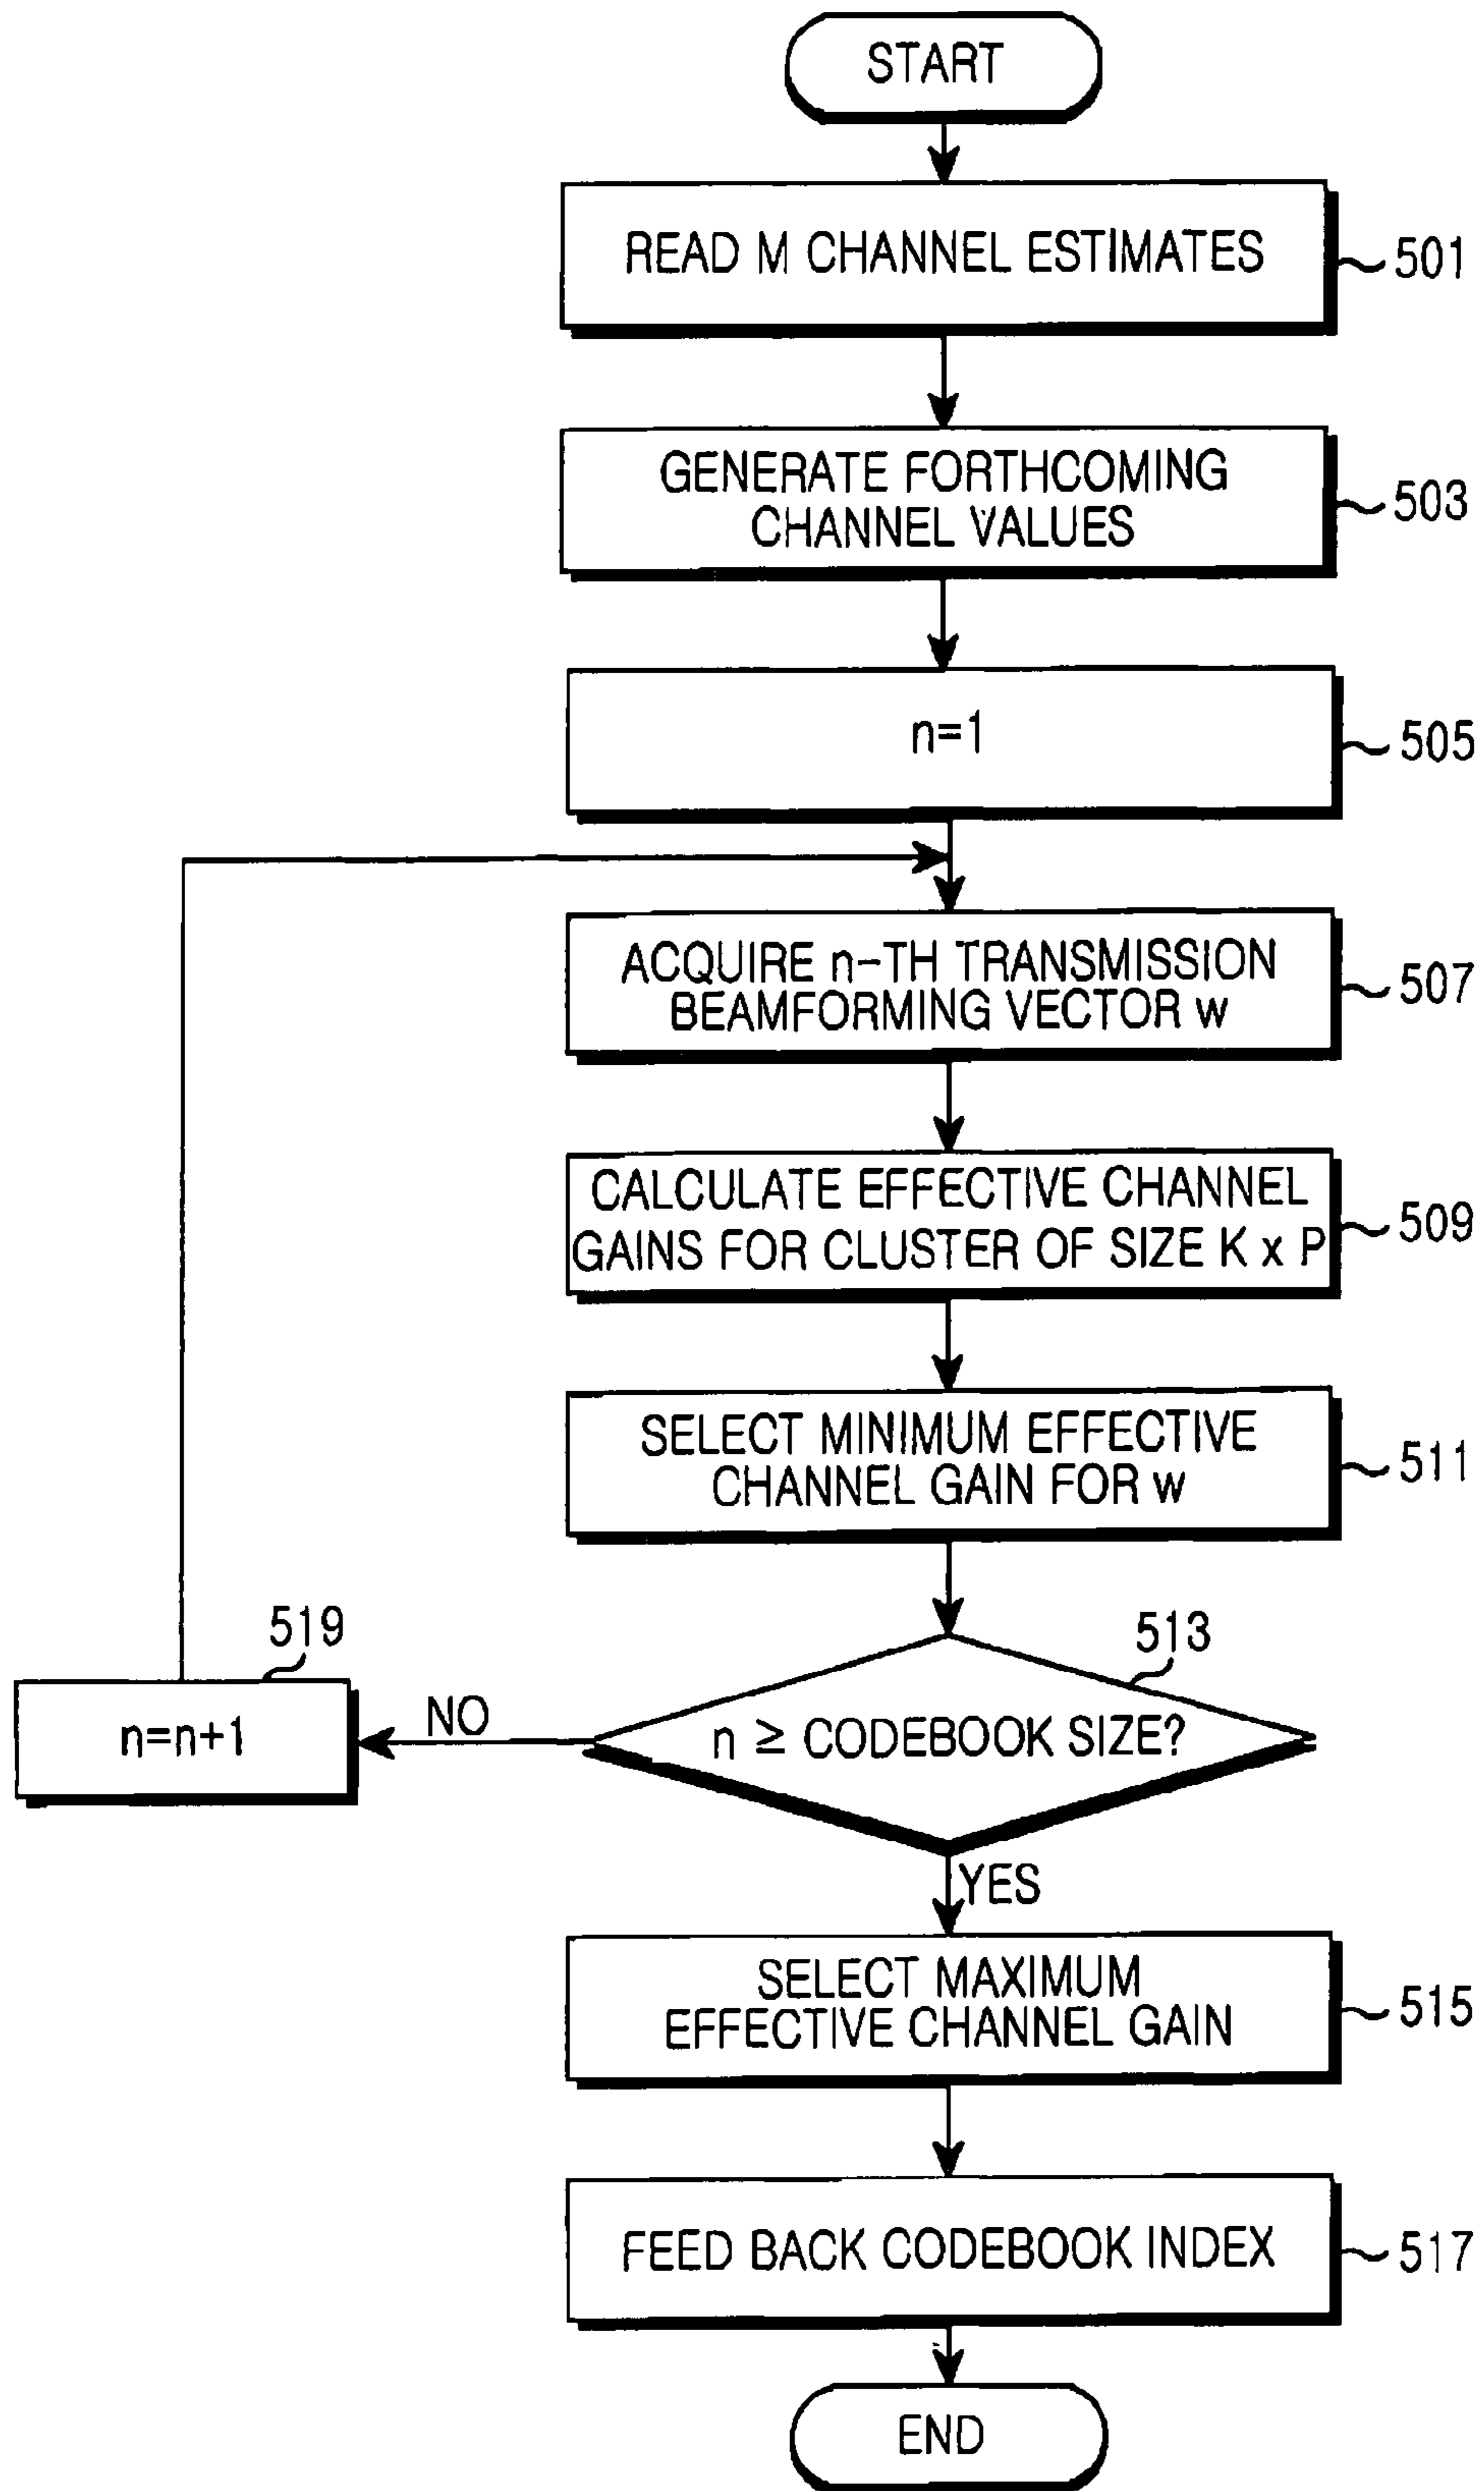 START
READ M CHANNEL ESTIMATES
501
GENERATE FORTHCOMING
CHANNEL VALUES
503
n=1
505
ACQUIRE n-TH TRANSMISSION
BEAMFORMING VECTOR w
507
CALCULATE EFFECTIVE CHANNEL
GAINS FOR CLUSTER OF SIZE K x P
509
SELECT MINIMUM EFFECTIVE
CHANNEL GAIN FOR w
511
513
n ≥ CODEBOOK SIZE?
NO
519
n=n+1
YES
SELECT MAXIMUM
EFFECTIVE CHANNEL GAIN
515
FEED BACK CODEBOOK INDEX
517
END